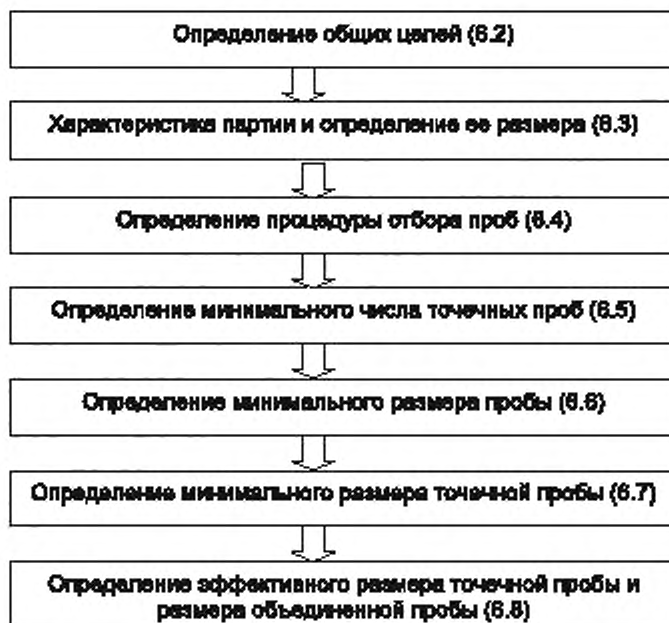 Определение общих целей (6.2)
Характеристика партии и определение ее размера (6.3)
Определение процедуры отбора проб (6.4)
Определение минимального числа точечных проб (6.5)
Определение минимального размера пробы (6.6)
Определение минимального размера точечной пробы (6.7)
Определение эффективного размера точечной пробы и
размера объединенной пробы (6.8)